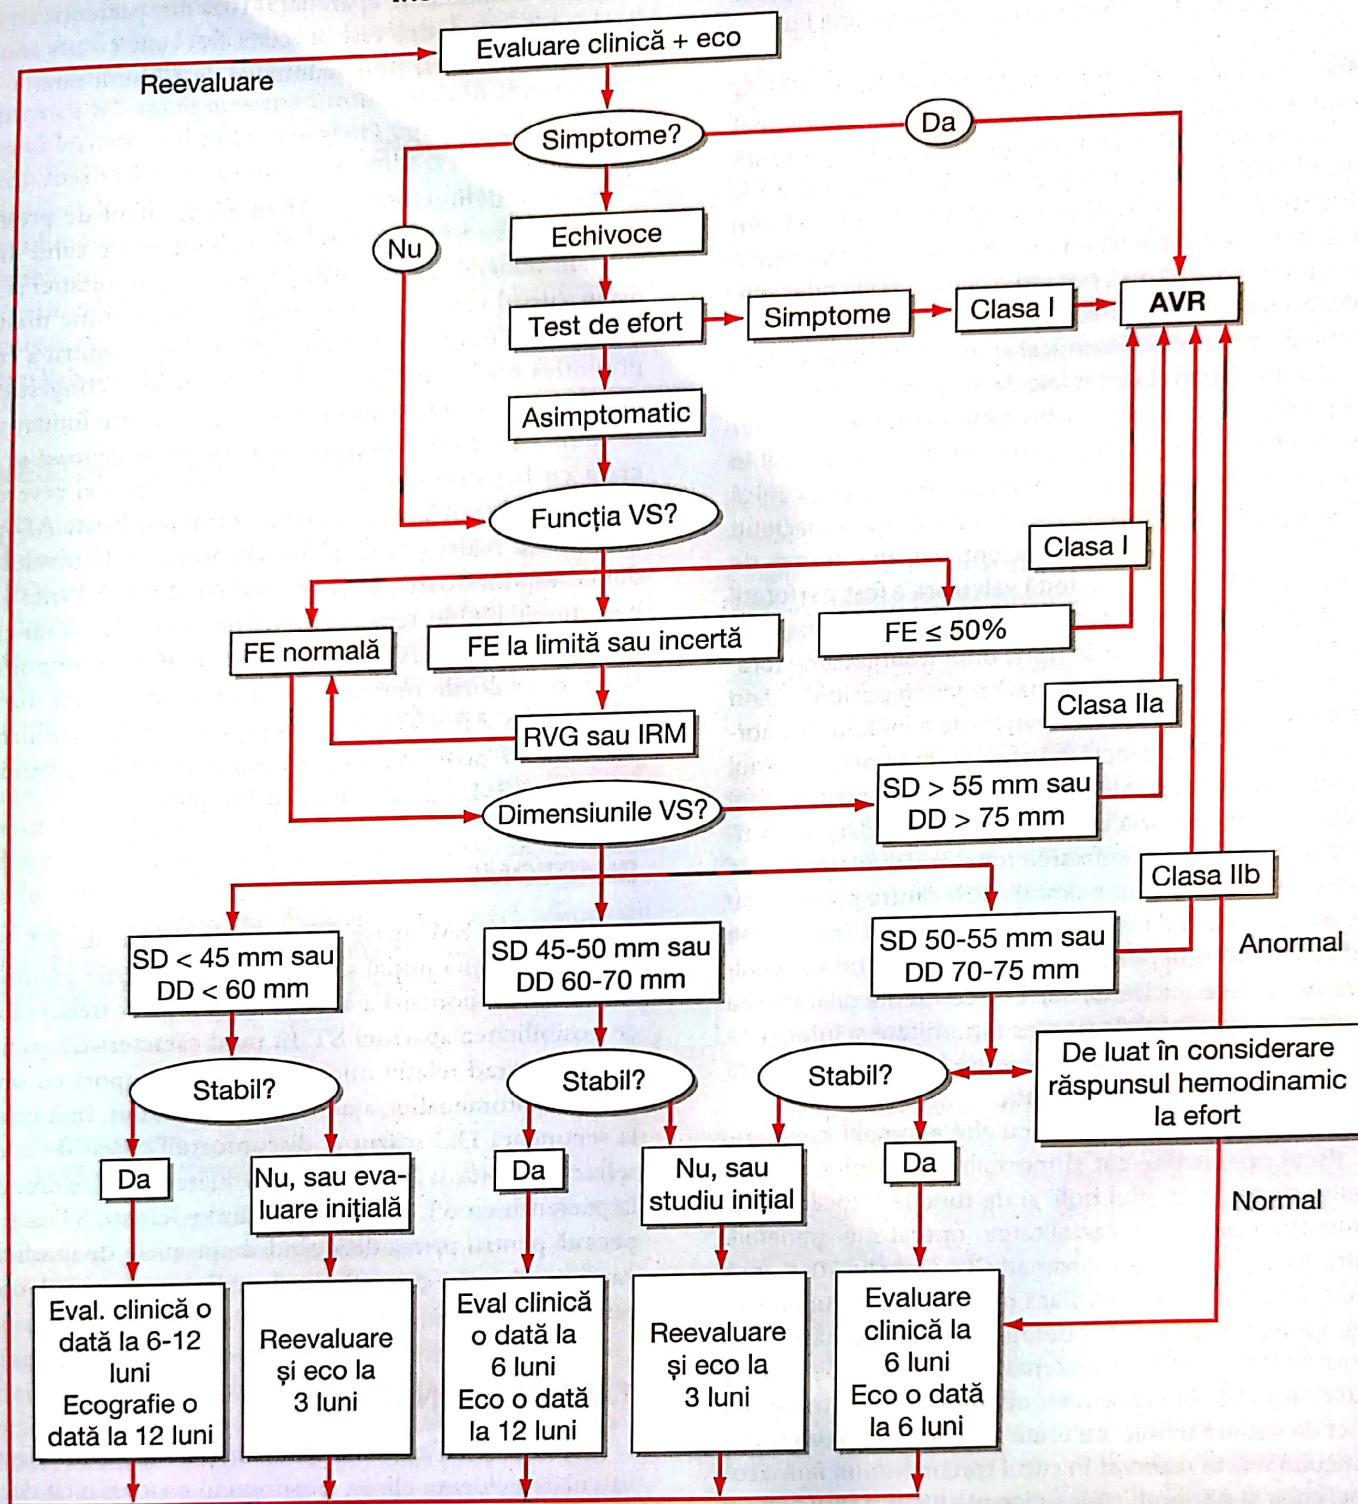 Evaluare clinică + eco
Reevaluare
Simptome?
Da
Nu
Echivoce
Test de efort
Simptome
Clasa I
AVR
Asimptomatic
Funcția VS?
Clasa I
FE normală
FE la limită sau incertă
FE ≤ 50%
RVG sau IRM
Clasa IIa
Dimensiunile VS?
SD > 55 mm sau
DD > 75 mm
Clasa IIb
SD < 45 mm sau
DD < 60 mm
SD 45-50 mm sau
DD 60-70 mm
SD 50-55 mm sau
DD 70-75 mm
Anormal
Stabil?
Stabil?
Stabil?
De luat în considerare
răspunsul hemodinamic
la efort
Da
Nu, sau eva-
luare inițială
Da
Nu, sau
studiu inițial
Da
Normal
Eval. clinică o
dată la 6-12
luni
Ecografie o
dată la 12 luni
Reevaluare
și eco la
3 luni
Eval clinică
o dată la
6 luni
Eco o dată
la 12 luni
Reevaluare
și eco la
3 luni
Evaluare
clinică la
6 luni
Eco o dată
la 6 luni